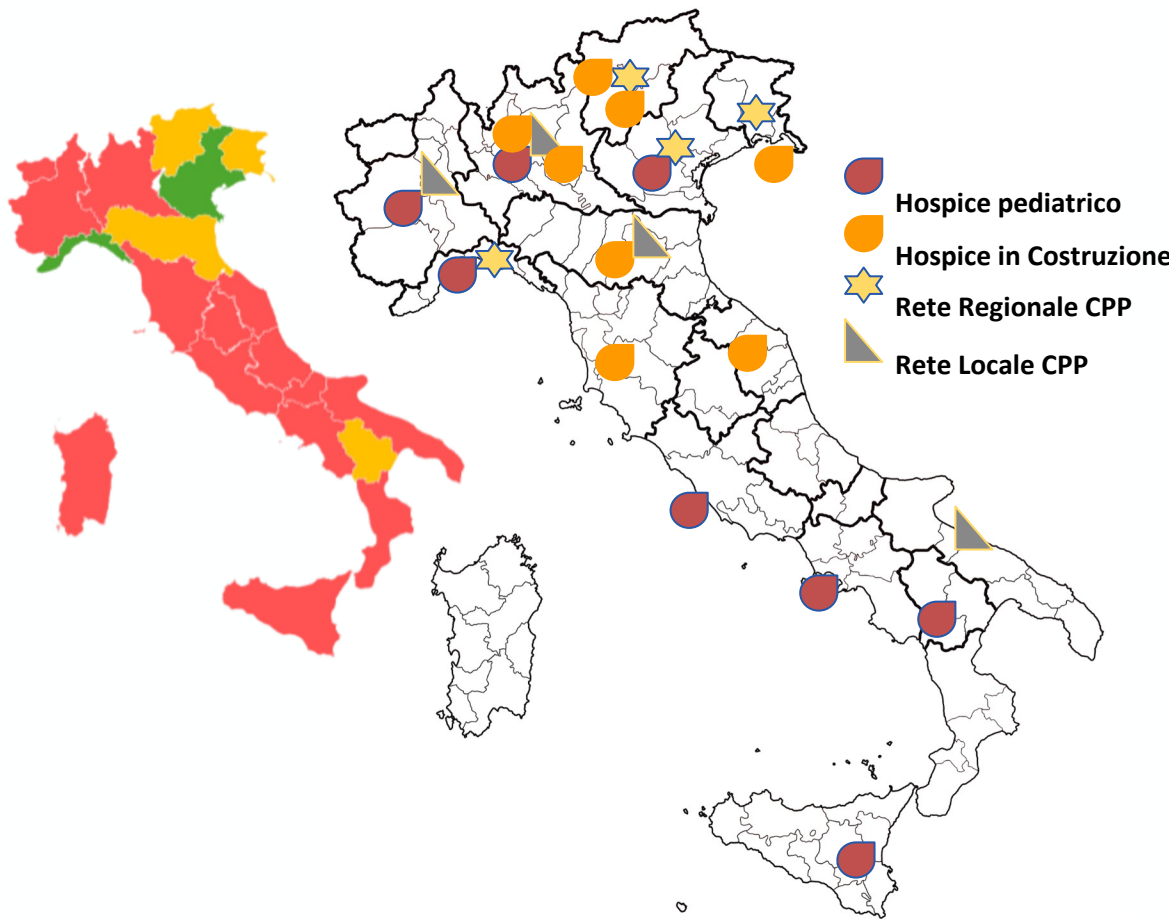 Hospice pediatrico
Hospice in Costruzione
Rete Regionale CPP
Rete Locale CPP